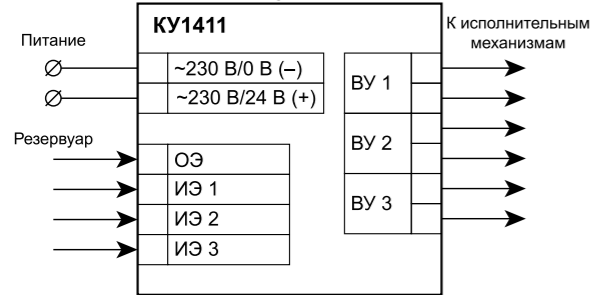 КУ1411
Питание
~230 В/0 В (–)
~230 В/24 В (+)
Резервуар
ОЭ
ИЭ 1
ИЭ 2
ИЭ 3
К исполнительным
механизмам
ВУ 1
ВУ 2
ВУ 3